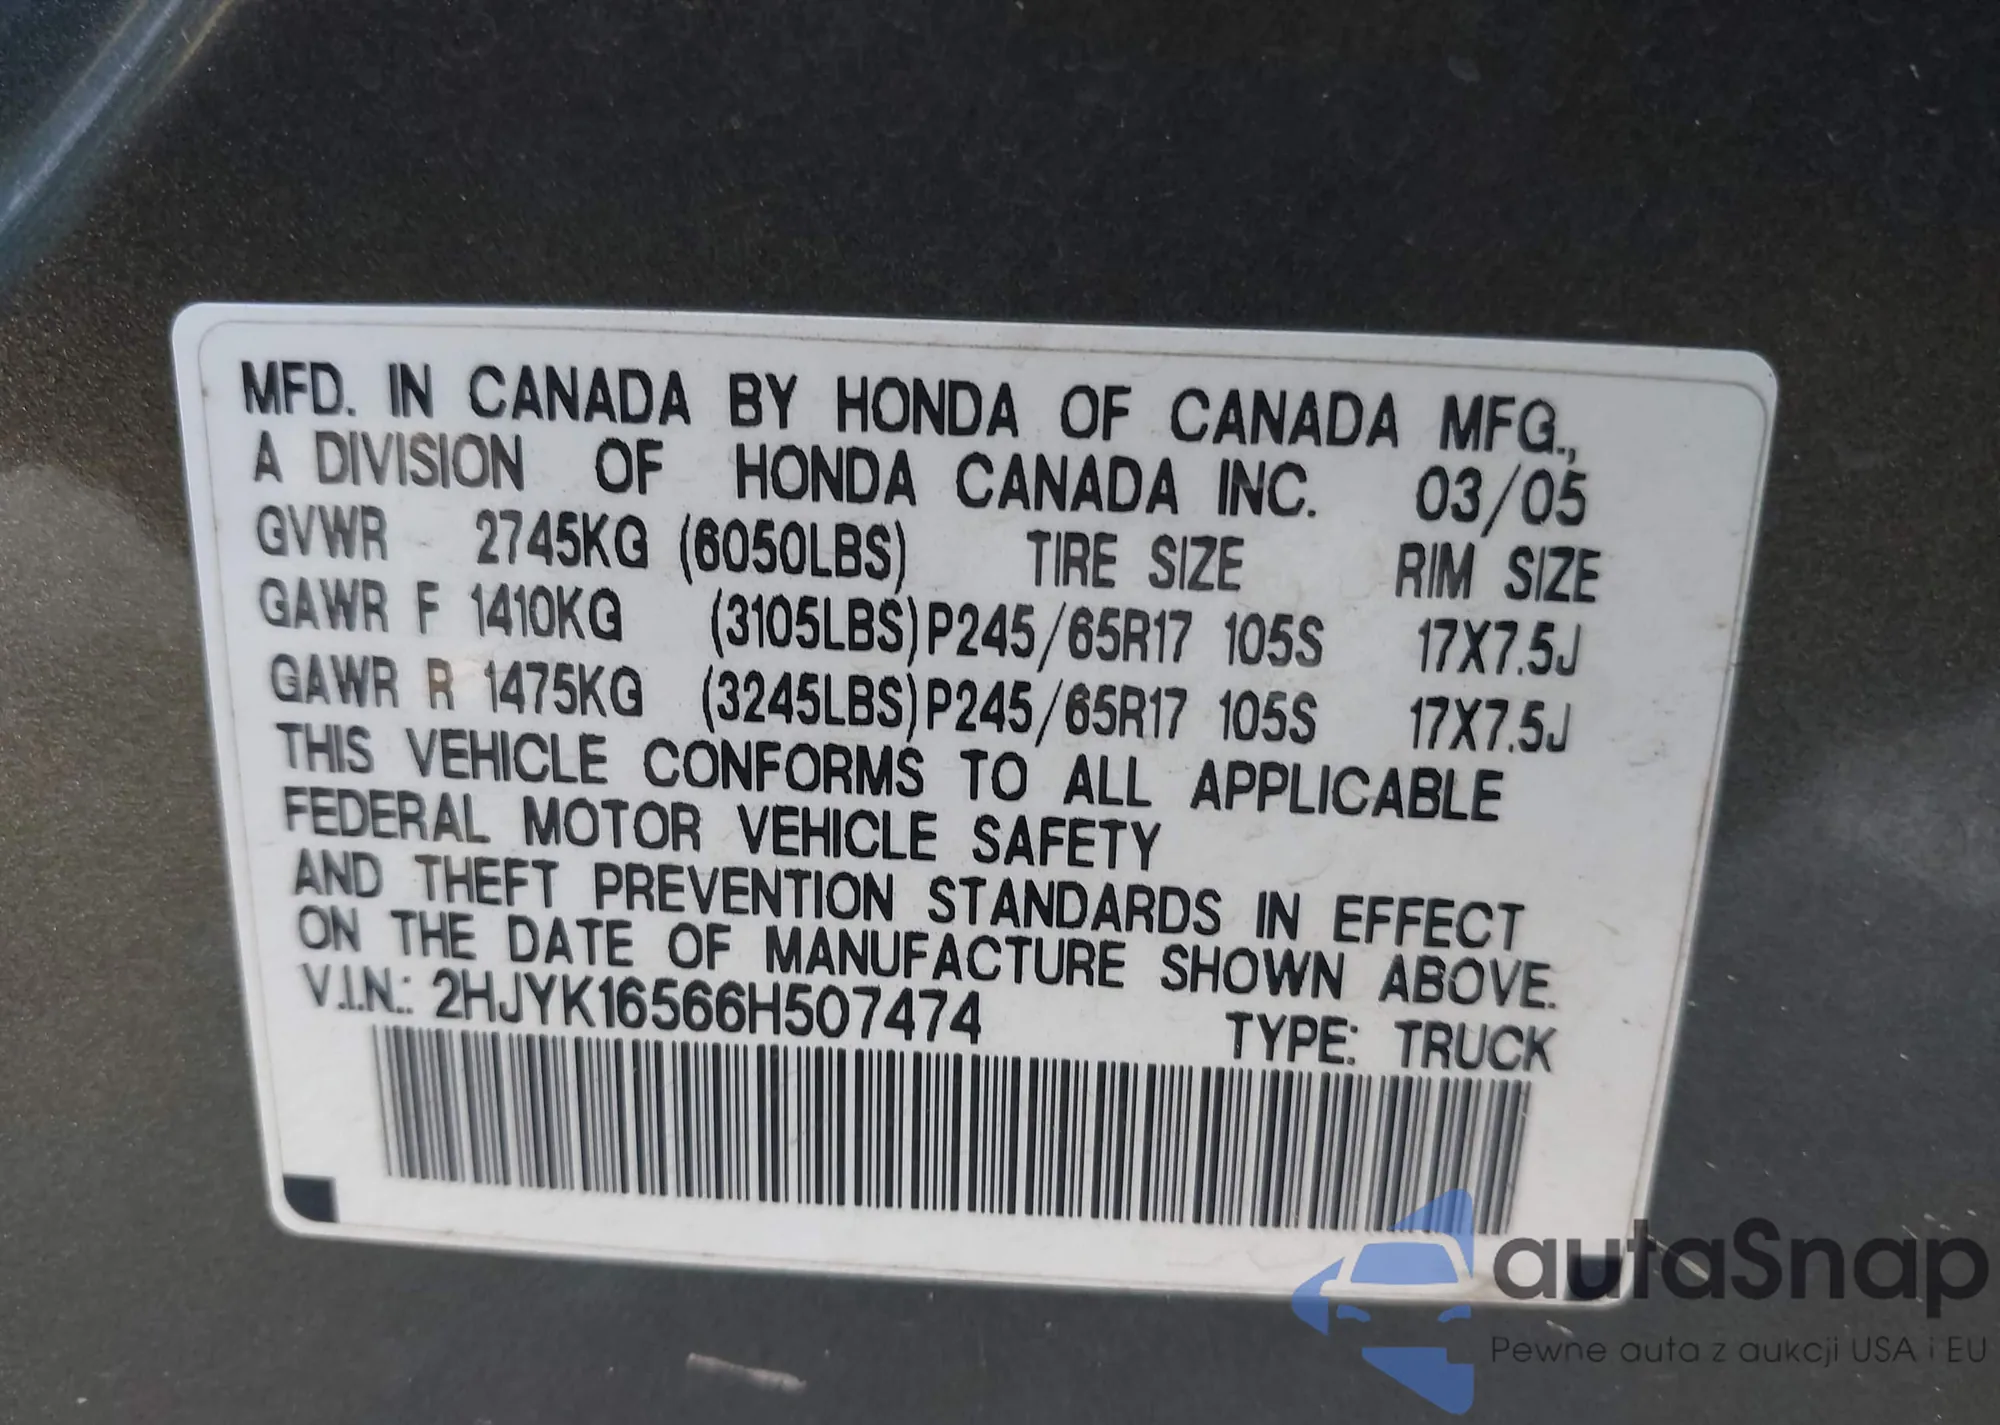 MFD. IN CANADA BY HONDA OF CANADA MFG.,
A DIVISION OF HONDA CANADA INC. 03/05
GVWR 2745KG (6050LBS) TIRE SIZE RIM SIZE
GAWR F 1410KG (3105LBS) P245/65R17 105S 17X7.5J
GAWR R 1475KG (3245LBS) P245/65R17 105S 17X7.5J
THIS VEHICLE CONFORMS TO ALL APPLICABLE
FEDERAL MOTOR VEHICLE SAFETY
AND THEFT PREVENTION STANDARDS IN EFFECT
ON THE DATE OF MANUFACTURE SHOWN ABOVE.
V.I.N.: 2HJYK16566H507474 TYPE: TRUCK
autaSnap
Pewne auta z aukcji USA i EU